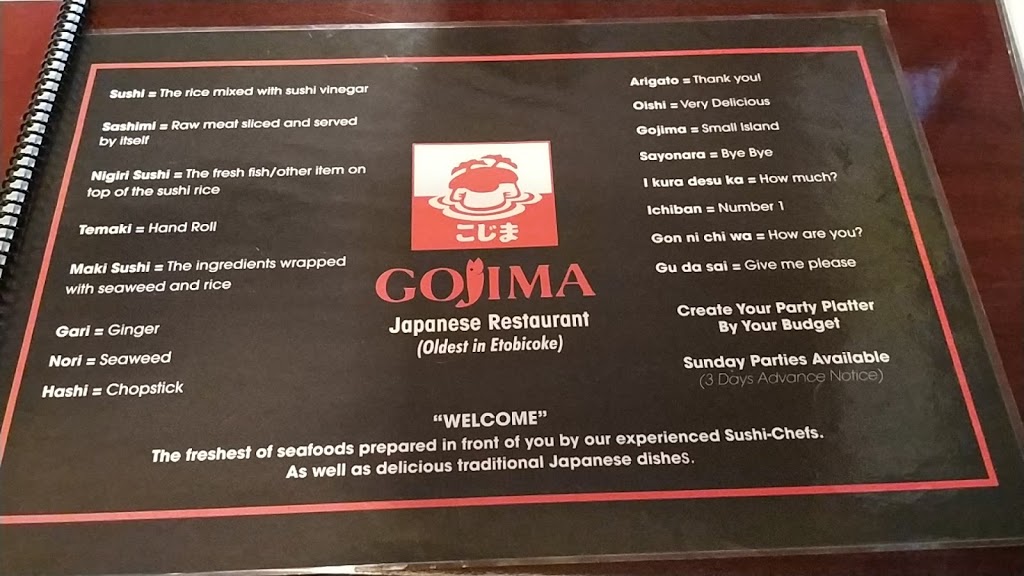 Sushi = The rice mixed with sushi vinegar
Sashimi = Raw meat sliced and served
by itself
Nigiri Sushi = The fresh fish/other item on
top of the sushi rice
Temaki = Hand Roll
Maki Sushi = The ingredients wrapped
with seaweed and rice
Gari = Ginger
Nori = Seaweed
Hashi = Chopstick
こじま
GOJIMA
Japanese Restaurant
(Oldest in Etobicoke)
Arigato = Thank you!
Oishi = Very Delicious
Gojima = Small Island
Sayonara = Bye Bye
I kura desu ka = How much?
Ichiban = Number 1
Gon ni chi wa = How are you?
Gu da sai = Give me please
Create Your Party Platter
By Your Budget
Sunday Parties Available
(3 Days Advance Notice)
“WELCOME”
The freshest of seafoods prepared in front of you by our experienced Sushi-Chefs.
As well as delicious traditional Japanese dishes.